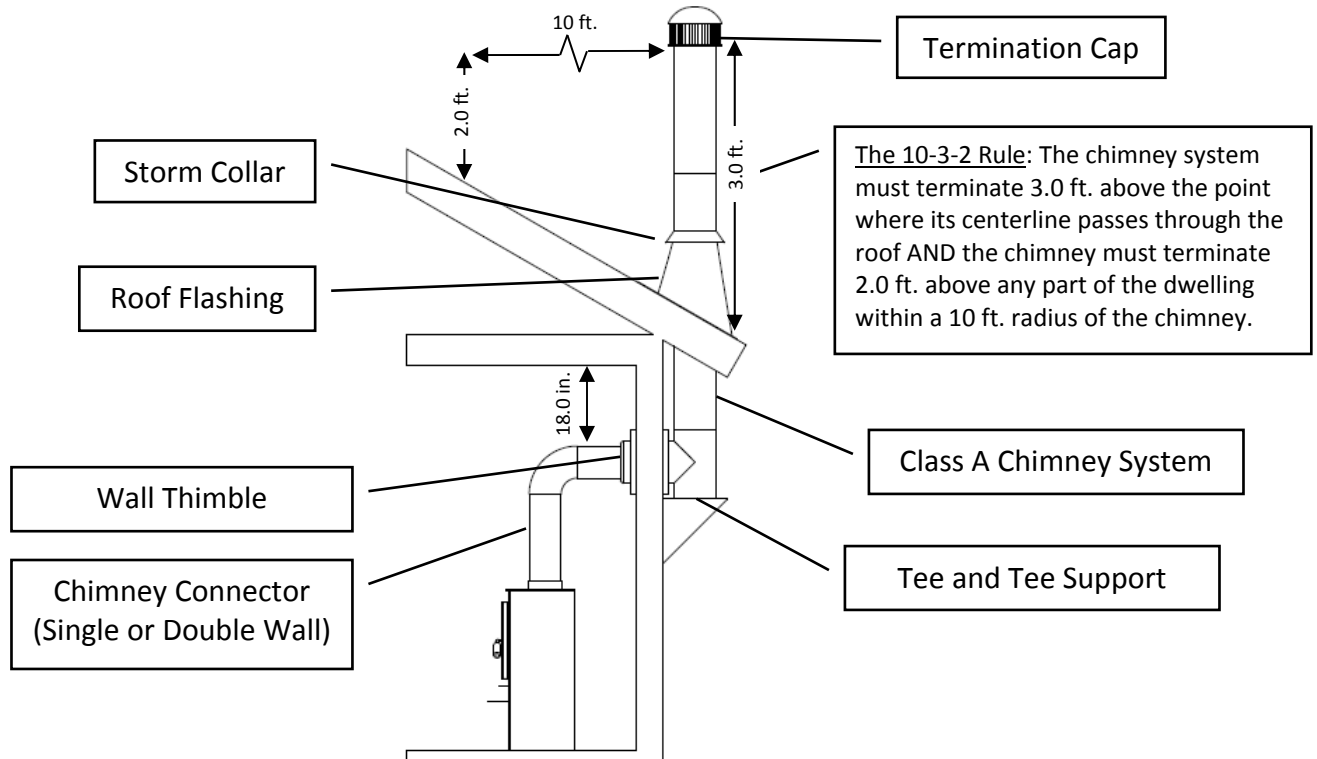 10 ft.
Termination Cap
2.0 ft.
3.0 ft.
Storm Collar
The 10-3-2 Rule: The chimney system
must terminate 3.0 ft. above the point
where its centerline passes through the
roof AND the chimney must terminate
2.0 ft. above any part of the dwelling
within a 10 ft. radius of the chimney.
Roof Flashing
18.0 in.
Class A Chimney System
Wall Thimble
Tee and Tee Support
Chimney Connector
(Single or Double Wall)